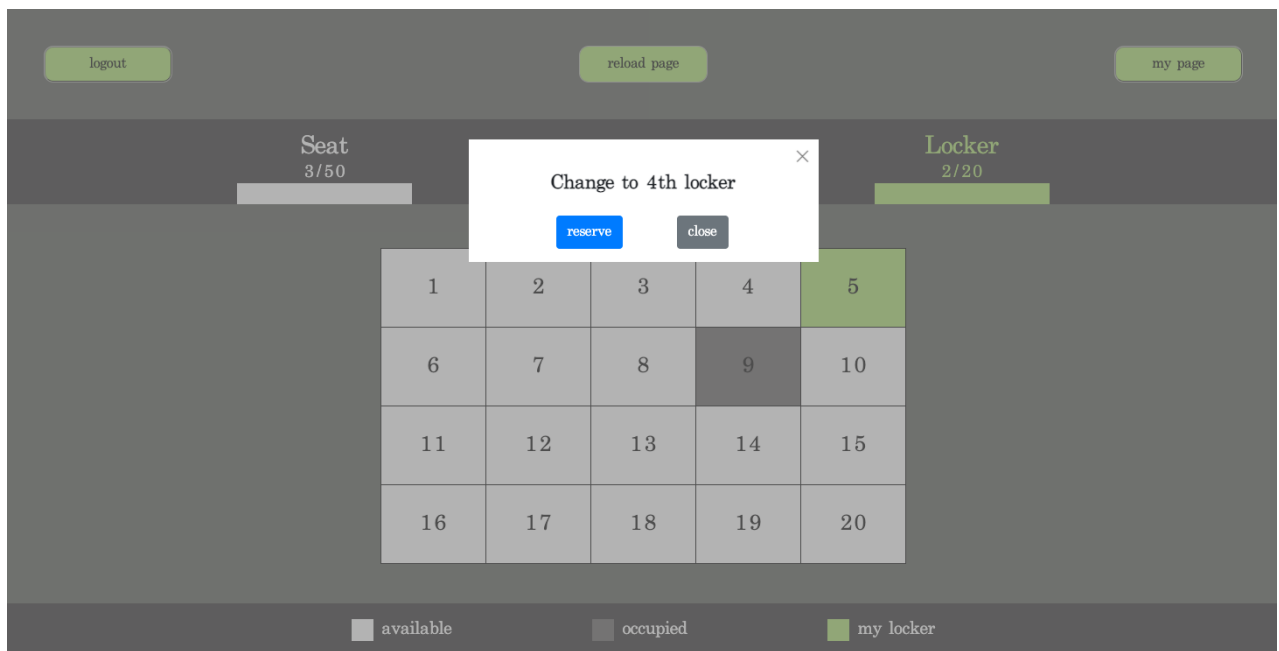 logout
reload page
my page
Seat
3/50
Locker
2/20
Change to 4th locker
reserve
close
1 2 3 4 5
6 7 8 9 10
11 12 13 14 15
16 17 18 19 20
available
occupied
my locker